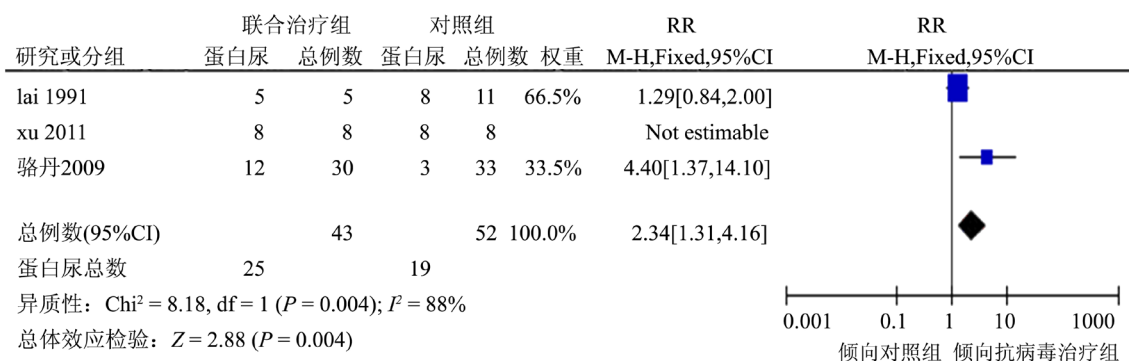 联合治疗组 对照组 RR RR
研究或分组 蛋白尿 总例数 蛋白尿 总例数 权重 M-H,Fixed,95%CI M-H,Fixed,95%CI
lai 1991 5 5 8 11 66.5% 1.29[0.84,2.00]
xu 2011 8 8 8 8 Not estimable
骆丹2009 12 30 3 33 33.5% 4.40[1.37,14.10]
总例数(95%CI) 43 52 100.0% 2.34[1.31,4.16]
蛋白尿总数 25 19
异质性：Chi² = 8.18, df = 1 (P = 0.004); I² = 88%
总体效应检验：Z = 2.88 (P = 0.004)
0.001 0.1 1 10 1000
倾向对照组 倾向抗病毒治疗组